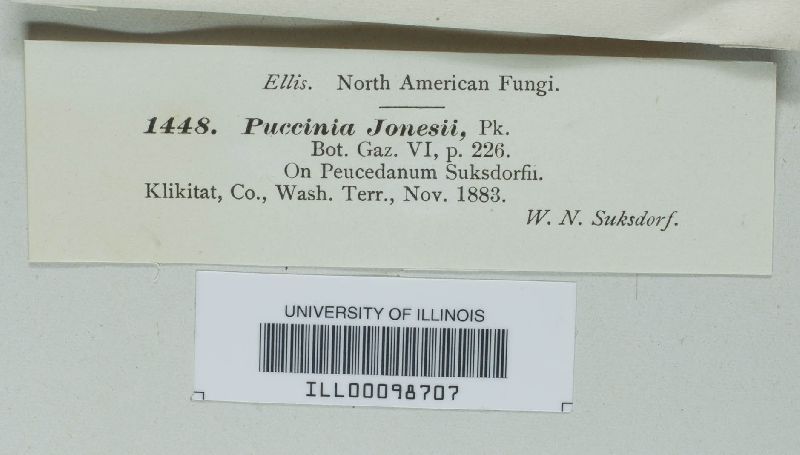 Ellis. North American Fungi.
1448. Puccinia Jonesii, Pk.
Bot. Gaz. VI, p. 226.
On Peucedanum Suksdorfii.
Klikitat, Co., Wash. Terr., Nov. 1883.
W. N. Suksdorf.
UNIVERSITY OF ILLINOIS
ILL00098707